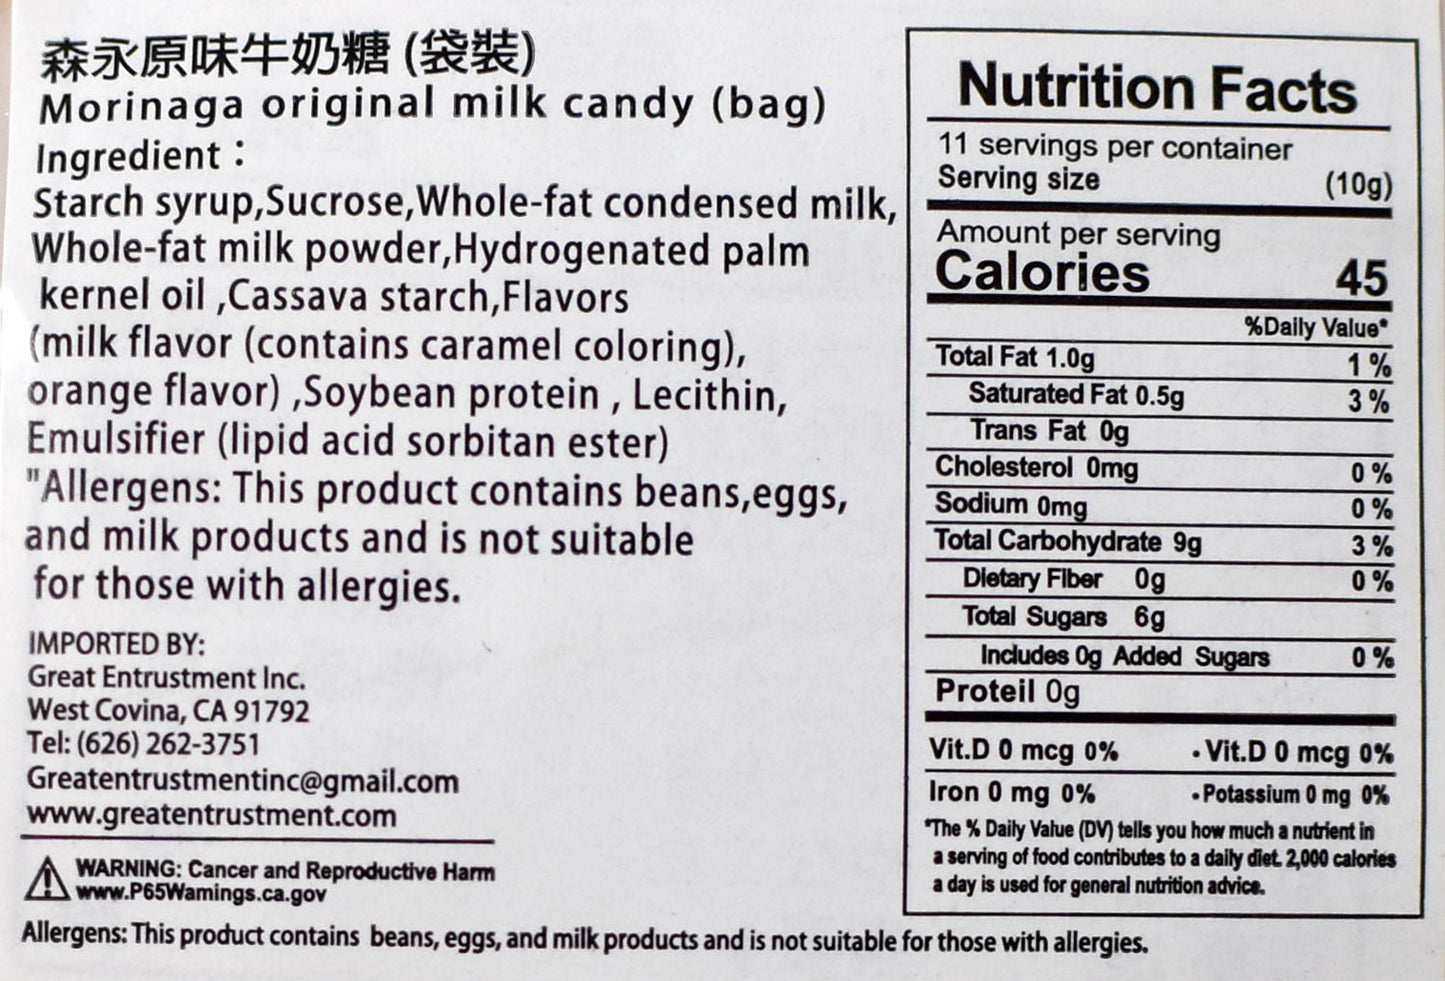 森永原味牛奶糖 (袋裝)
Morinaga original milk candy (bag)
Ingredient：
Starch syrup,Sucrose,Whole-fat condensed milk,
Whole-fat milk powder,Hydrogenated palm
kernel oil ,Cassava starch,Flavors
(milk flavor (contains caramel coloring),
orange flavor) ,Soybean protein , Lecithin,
Emulsifier (lipid acid sorbitan ester)
"Allergens: This product contains beans,eggs,
and milk products and is not suitable
for those with allergies.
IMPORTED BY:
Great Entrustment Inc.
West Covina, CA 91792
Tel: (626) 262-3751
Greatentrustmentinc@gmail.com
www.greatentrustment.com
WARNING: Cancer and Reproductive Harm
www.P65Wamings.ca.gov
Nutrition Facts
11 servings per container
Serving size (10g)
Amount per serving
Calories 45
%Daily Value*
Total Fat 1.0g 1 %
Saturated Fat 0.5g 3 %
Trans Fat 0g
Cholesterol 0mg 0 %
Sodium 0mg 0 %
Total Carbohydrate 9g 3 %
Dietary Fiber 0g 0 %
Total Sugars 6g
Includes 0g Added Sugars 0 %
Proteil 0g
Vit.D 0 mcg 0% • Vit.D 0 mcg 0%
Iron 0 mg 0% • Potassium 0 mg 0%
*The % Daily Value (DV) tells you how much a nutrient in
a serving of food contributes to a daily diet. 2,000 calories
a day is used for general nutrition advice.
Allergens: This product contains beans, eggs, and milk products and is not suitable for those with allergies.